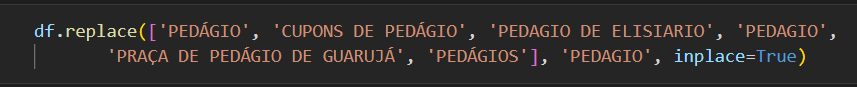 df.replace(['PEDÁGIO', 'CUPONS DE PEDÁGIO', 'PEDAGIO DE ELISIARIO', 'PEDAGIO',
'PRAÇA DE PEDÁGIO DE GUARUJÁ', 'PEDÁGIOS'], 'PEDAGIO', inplace=True)